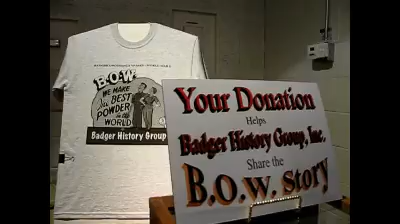 B.O.W.
WE MAKE
the BEST
POWDER
in the
WORLD
Badger History Group
Your Donation
Helps
Badger History Group, Inc.
Share the
B.O.W. Story